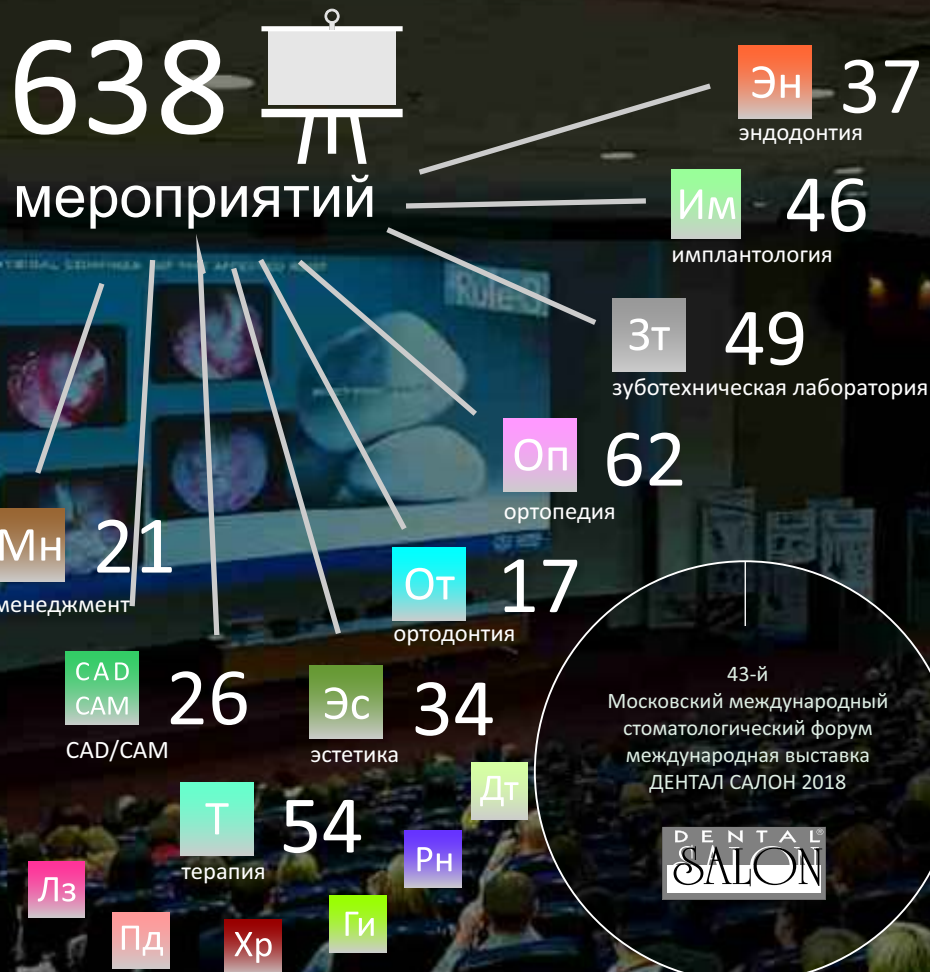 638
мероприятий
Эн 37
эндодонтия
Им 46
имплантология
Зт 49
зуботехническая лаборатория
Оп 62
ортопедия
Мн 21
менеджмент
От 17
ортодонтия
CAD
CAM
26
CAD/CAM
Эс 34
эстетика
Т 54
терапия
Дт
Рн
Лз
Ги
Пд
Хр
43-й
Московский международный
стоматологический форум
международная выставка
ДЕНТАЛ САЛОН 2018
DENTAL®
SALON